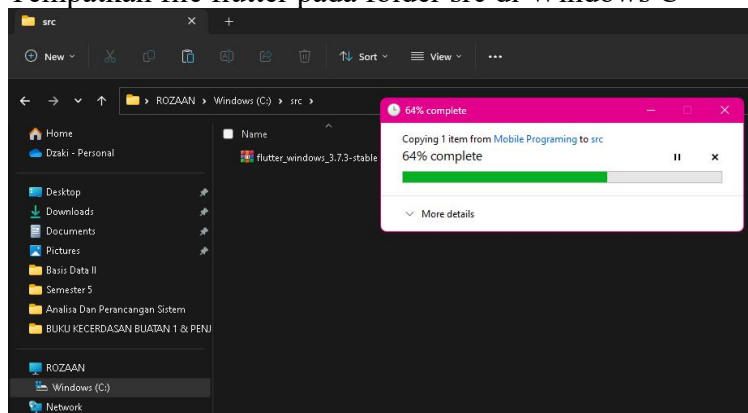 Tempatkan file flutter pada folder src di Windows C
src
New
Sort
View
ROZAAN > Windows (C:) > src >
64% complete
Copying 1 item from Mobile Programing to src
64% complete
More details
Name
flutter_windows_3.7.3-stable
Home
Dzaki - Personal
Desktop
Downloads
Documents
Pictures
Basis Data II
Semester 5
Analisa Dan Perancangan Sistem
BUKU KECERDASAN BUATAN 1 & PENJ
ROZAAN
Windows (C:)
Network